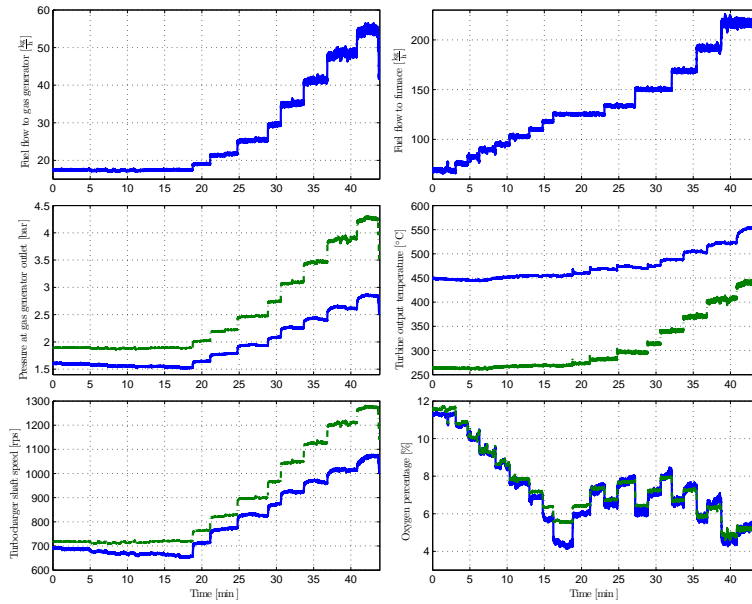 Fuel flow to gas generator [kg/h]
60
50
40
30
20
0 5 10 15 20 25 30 35 40
Fuel flow to furnace [kg/h]
200
150
100
0 5 10 15 20 25 30 35 40
Pressure at gas generator outlet [bar]
4.5
4
3.5
3
2.5
2
1.5
0 5 10 15 20 25 30 35 40
Turbine output temperature [°C]
600
550
500
450
400
350
300
250
0 5 10 15 20 25 30 35 40
Turbocharger shaft speed [rps]
1300
1200
1100
1000
900
800
700
600
0 5 10 15 20 25 30 35 40
Time [min]
Oxygen percentage [%]
12
10
8
6
4
0 5 10 15 20 25 30 35 40
Time [min]